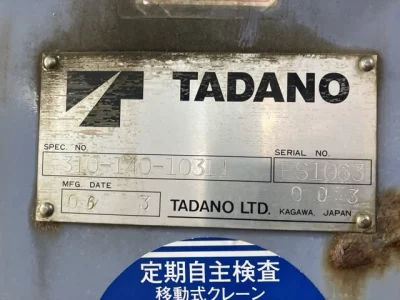 TADANO
SPEC. NO.
SERIAL NO.
MFG. DATE
3
TADANO LTD. KAGAWA, JAPAN
定期自主検査
移動式クレーン